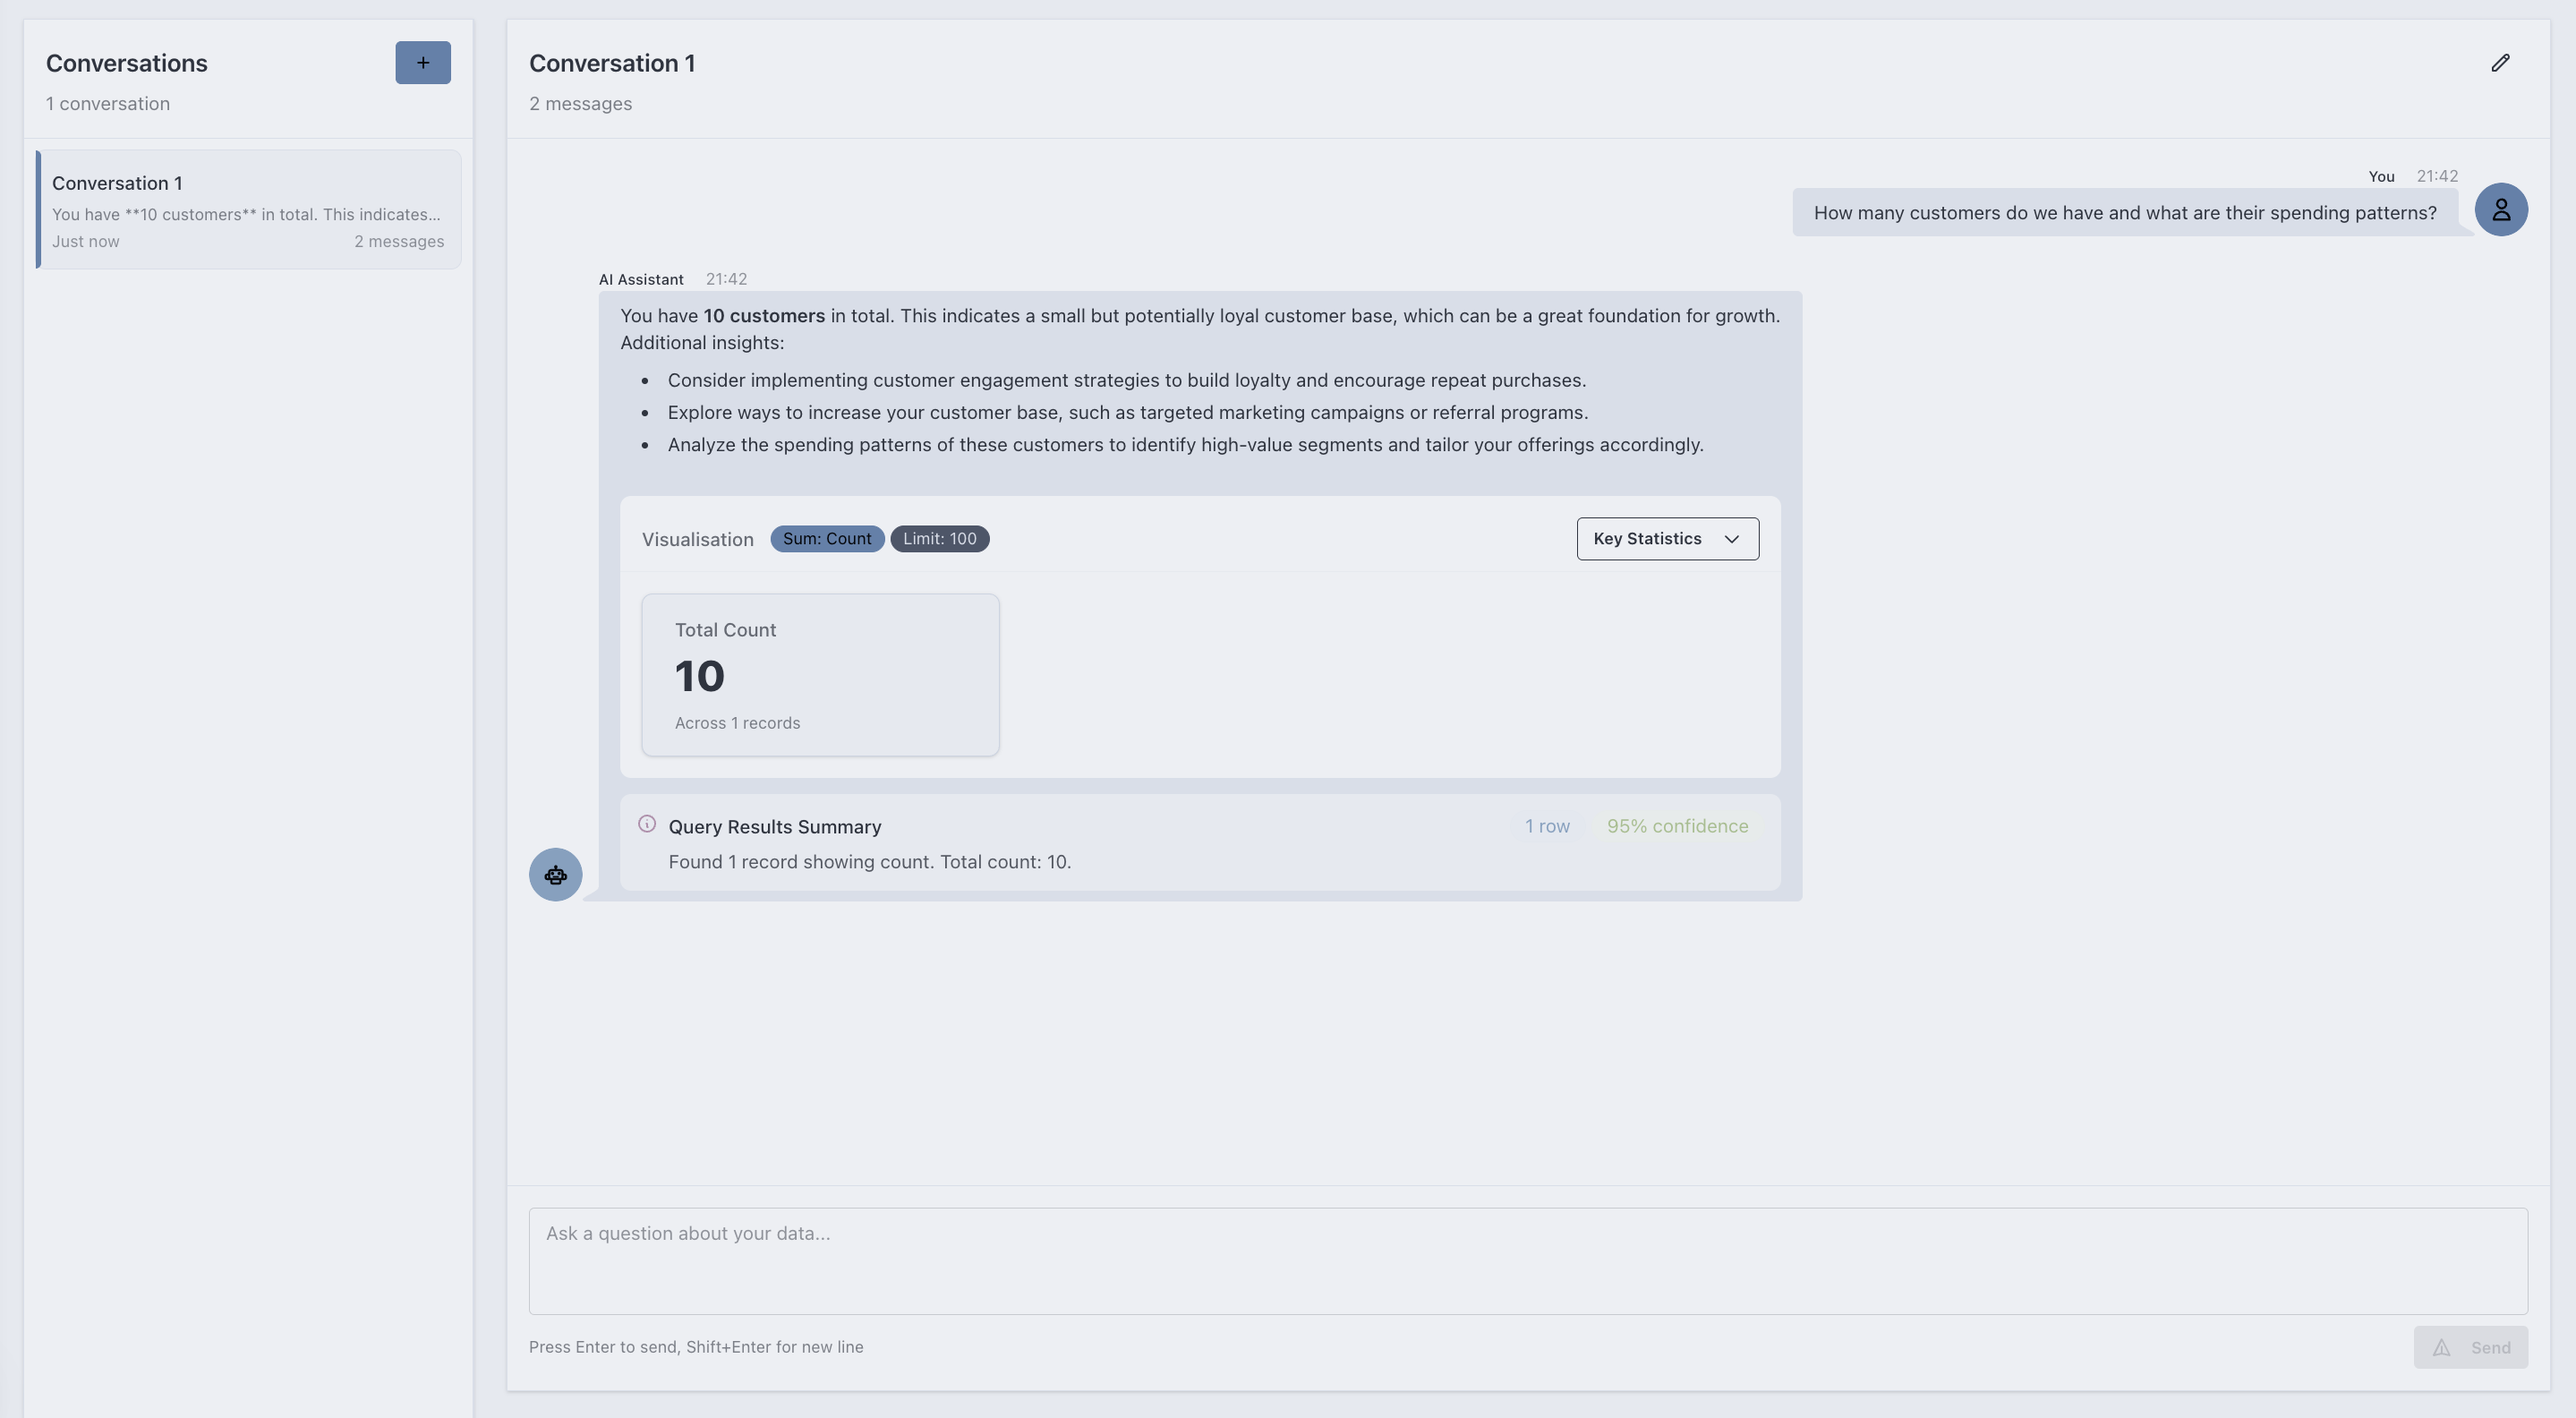 Conversations
+
1 conversation
Conversation 1
You have **10 customers** in total. This indicates...
Just now
2 messages
Conversation 1
2 messages
You 21:42
How many customers do we have and what are their spending patterns?
AI Assistant 21:42
You have 10 customers in total. This indicates a small but potentially loyal customer base, which can be a great foundation for growth.
Additional insights:
• Consider implementing customer engagement strategies to build loyalty and encourage repeat purchases.
• Explore ways to increase your customer base, such as targeted marketing campaigns or referral programs.
• Analyze the spending patterns of these customers to identify high-value segments and tailor your offerings accordingly.
Visualisation Sum: Count Limit: 100 Key Statistics
Total Count
10
Across 1 records
Query Results Summary 1 row 95% confidence
Found 1 record showing count. Total count: 10.
Ask a question about your data...
Press Enter to send, Shift+Enter for new line
Send